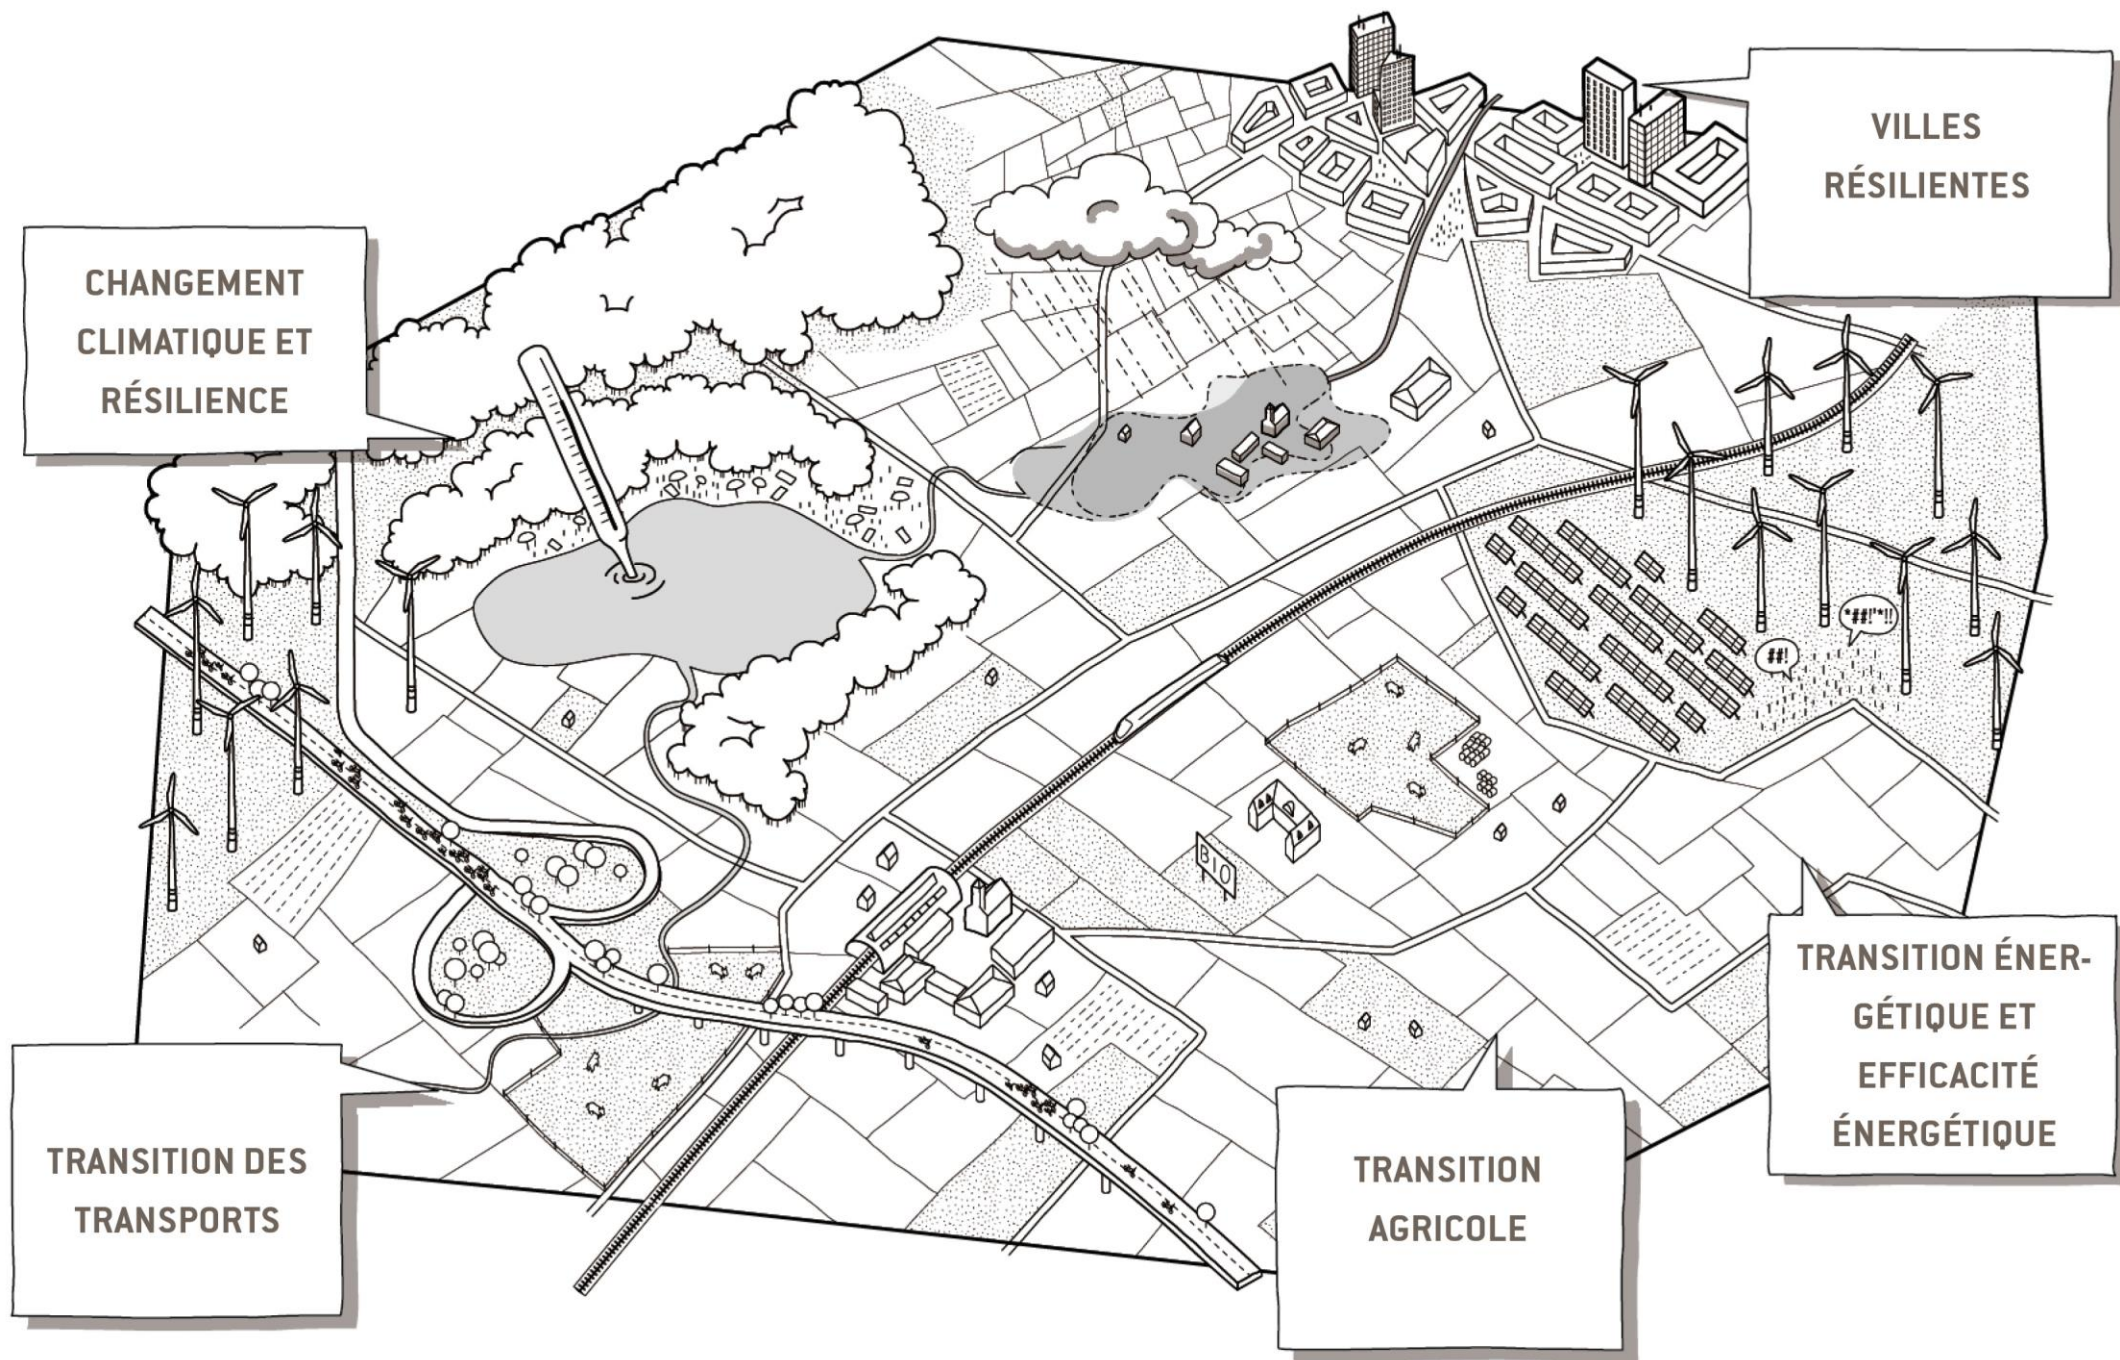 VILLES
RÉSILIENTES
CHANGEMENT
CLIMATIQUE ET
RÉSILIENCE
*##!'*!!
##!
BIO
TRANSITION ÉNER-
GÉTIQUE ET
EFFICACITÉ
ÉNERGÉTIQUE
TRANSITION DES
TRANSPORTS
TRANSITION
AGRICOLE